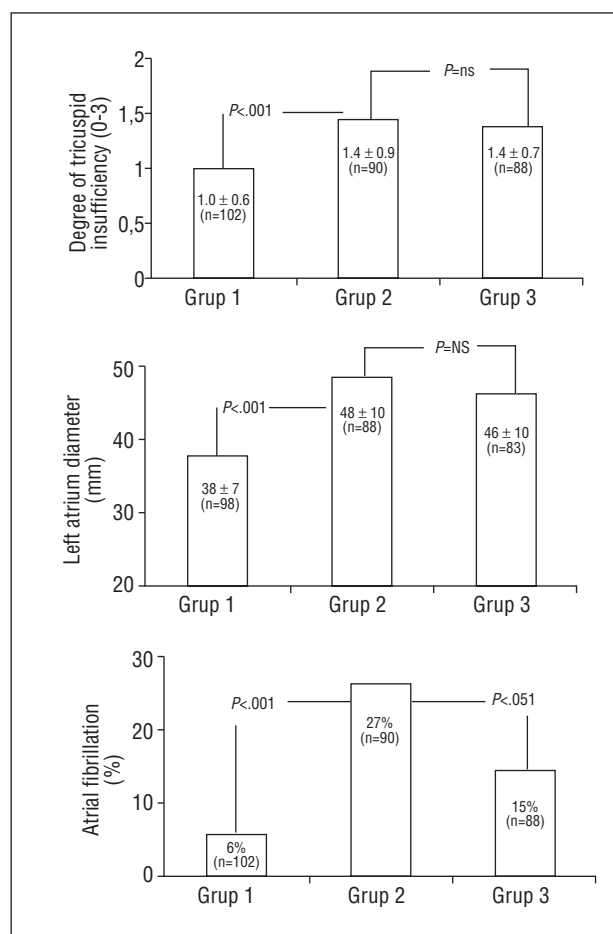 Degree of tricuspid
insufficiency (0-3)
2
1,5
1
0,5
0
P<.001
P=ns
1.0 ± 0.6
(n=102)
1.4 ± 0.9
(n=90)
1.4 ± 0.7
(n=88)
Grup 1
Grup 2
Grup 3
Left atrium diameter
(mm)
50
40
30
20
P<.001
P=NS
38 ± 7
(n=98)
48 ± 10
(n=88)
46 ± 10
(n=83)
Grup 1
Grup 2
Grup 3
Atrial fibrillation
(%)
30
20
10
0
P<.001
P<.051
6%
(n=102)
27%
(n=90)
15%
(n=88)
Grup 1
Grup 2
Grup 3